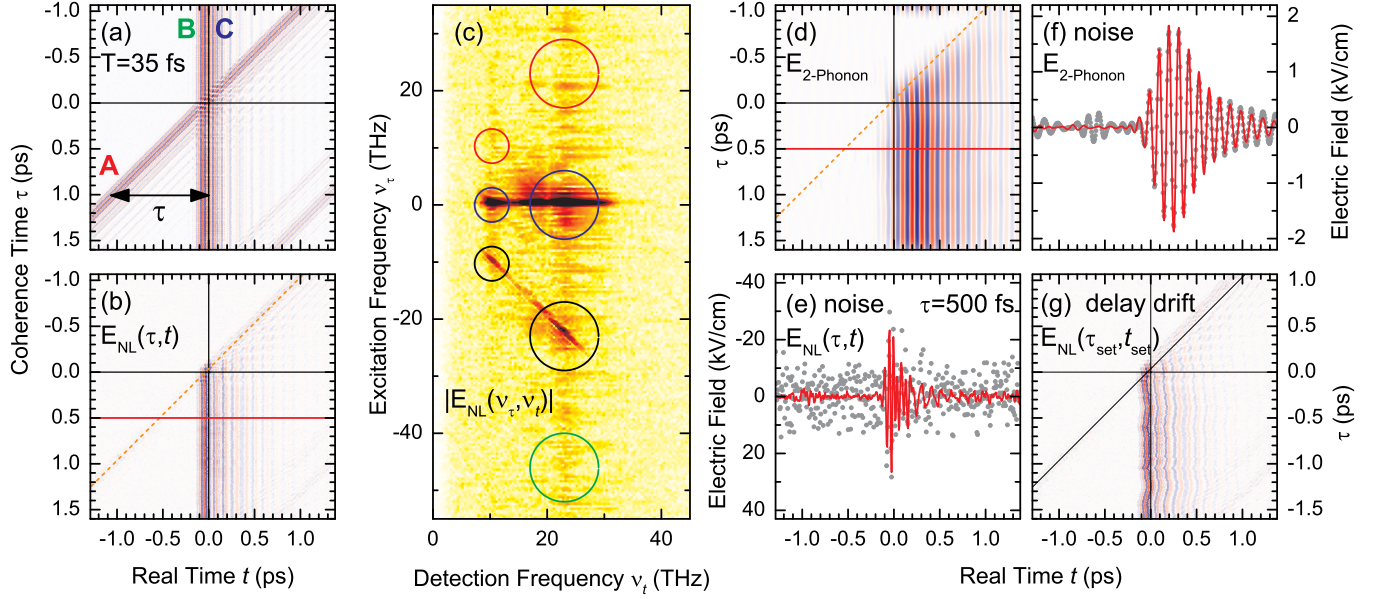 (a)
B C
T=35 fs
A
τ
-1.0
-0.5
0.0
0.5
1.0
1.5
Coherence Time τ (ps)
(b)
E_NL(τ,t)
-1.0
-0.5
0.0
0.5
1.0
1.5
-1.0 -0.5 0.0 0.5 1.0
Real Time t (ps)
(c)
|E_NL(ν_τ,ν_t)|
20
0
-20
-40
Excitation Frequency ν_τ (THz)
0 20 40
Detection Frequency ν_t (THz)
(d)
E_2-Phonon
-1.0
-0.5
0.0
0.5
1.0
1.5
τ (ps)
(e) noise τ=500 fs
E_NL(τ,t)
-40
-20
0
20
40
Electric Field (kV/cm)
-1.0 -0.5 0.0 0.5 1.0
(f) noise
E_2-Phonon
2
1
0
-1
-2
Electric Field (kV/cm)
(g) delay drift
E_NL(τ_set,t_set)
1.0
0.5
0.0
-0.5
-1.0
-1.5
τ (ps)
-1.0 -0.5 0.0 0.5 1.0
Real Time t (ps)